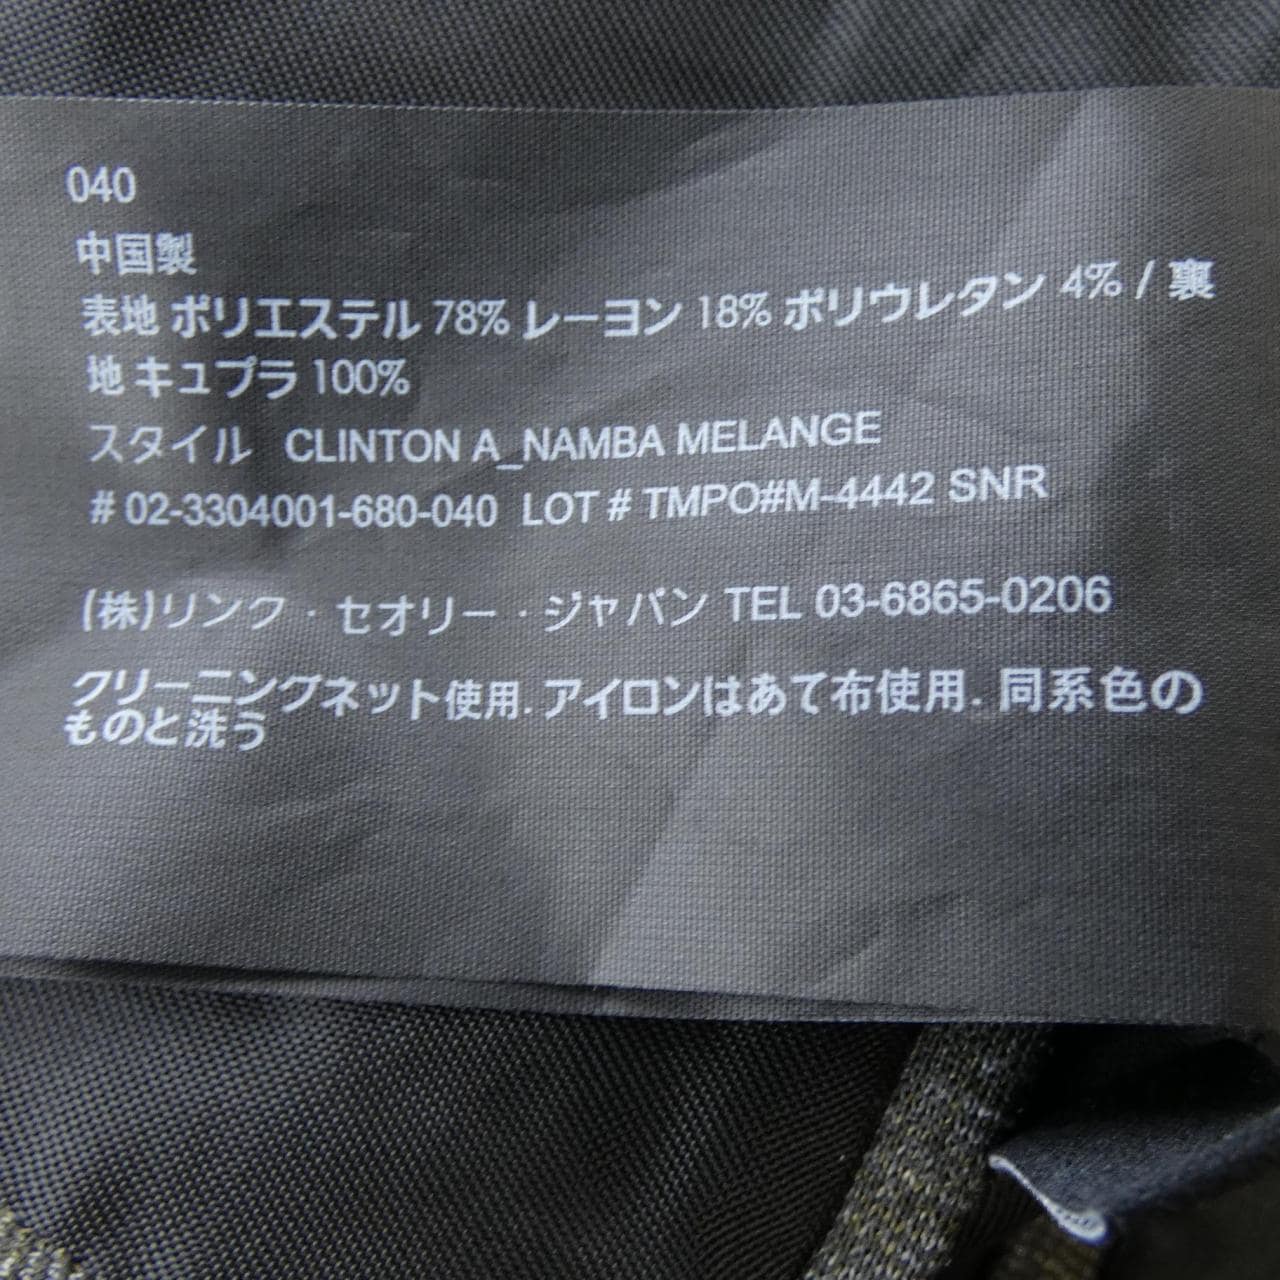 040
中国製
表地 ポリエステル 78% レーヨン 18% ポリウレタン 4% / 裏
地 キュプラ 100%
スタイル CLINTON A_NAMBA MELANGE
# 02-3304001-680-040 LOT # TMPO#M-4442 SNR
(株)リンク・セオリー・ジャパン TEL 03-6865-0206
クリーニングネット使用. アイロンはあて布使用. 同系色の
ものと洗う